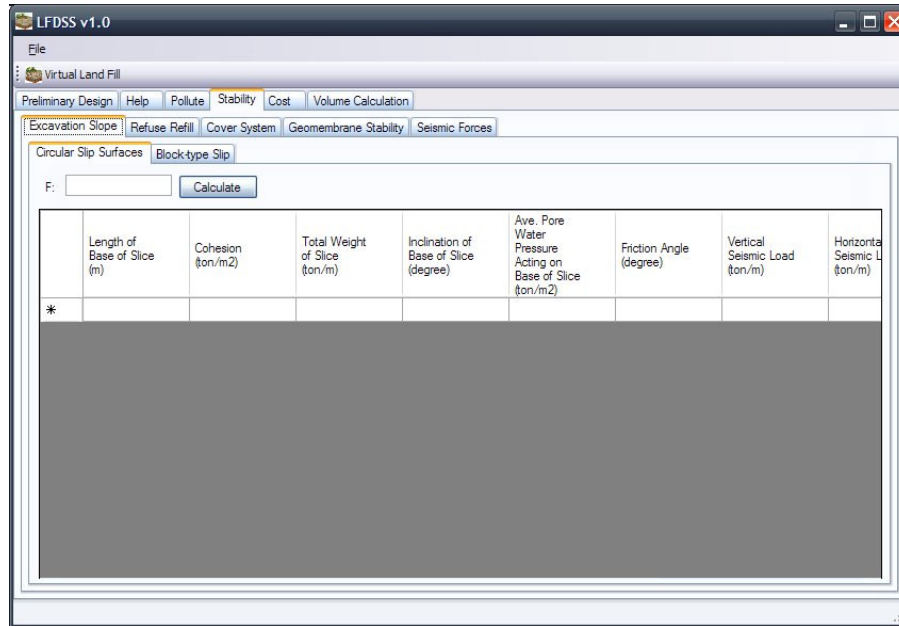 LFDSS v1.0
File
Virtual Land Fill
Preliminary Design Help Pollute Stability Cost Volume Calculation
Excavation Slope Refuse Refill Cover System Geomembrane Stability Seismic Forces
Circular Slip Surfaces Block-type Slip
F: Calculate
Length of
Base of Slice
(m)
Cohesion
(ton/m2)
Total Weight
of Slice
(ton/m)
Inclination of
Base of Slice
(degree)
Ave. Pore
Water
Pressure
Acting on
Base of Slice
(ton/m2)
Friction Angle
(degree)
Vertical
Seismic Load
(ton/m)
Horizonta
Seismic L
(ton/m)
*